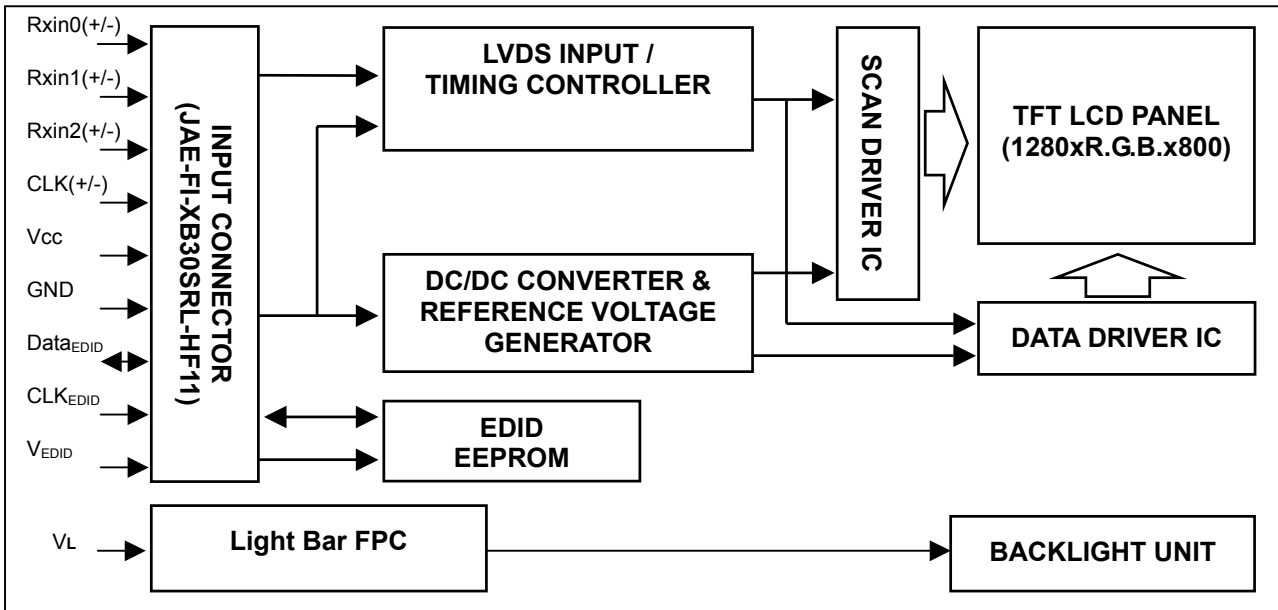 Rxin0(+/-)
Rxin1(+/-)
Rxin2(+/-)
CLK(+/-)
Vcc
GND
DataEDID
CLKEDID
VEDID
VL
INPUT CONNECTOR
(JAE-FI-XB30SRL-HF11)
LVDS INPUT /
TIMING CONTROLLER
DC/DC CONVERTER &
REFERENCE VOLTAGE
GENERATOR
EDID
EEPROM
Light Bar FPC
SCAN DRIVER IC
TFT LCD PANEL
(1280xR.G.B.x800)
DATA DRIVER IC
BACKLIGHT UNIT